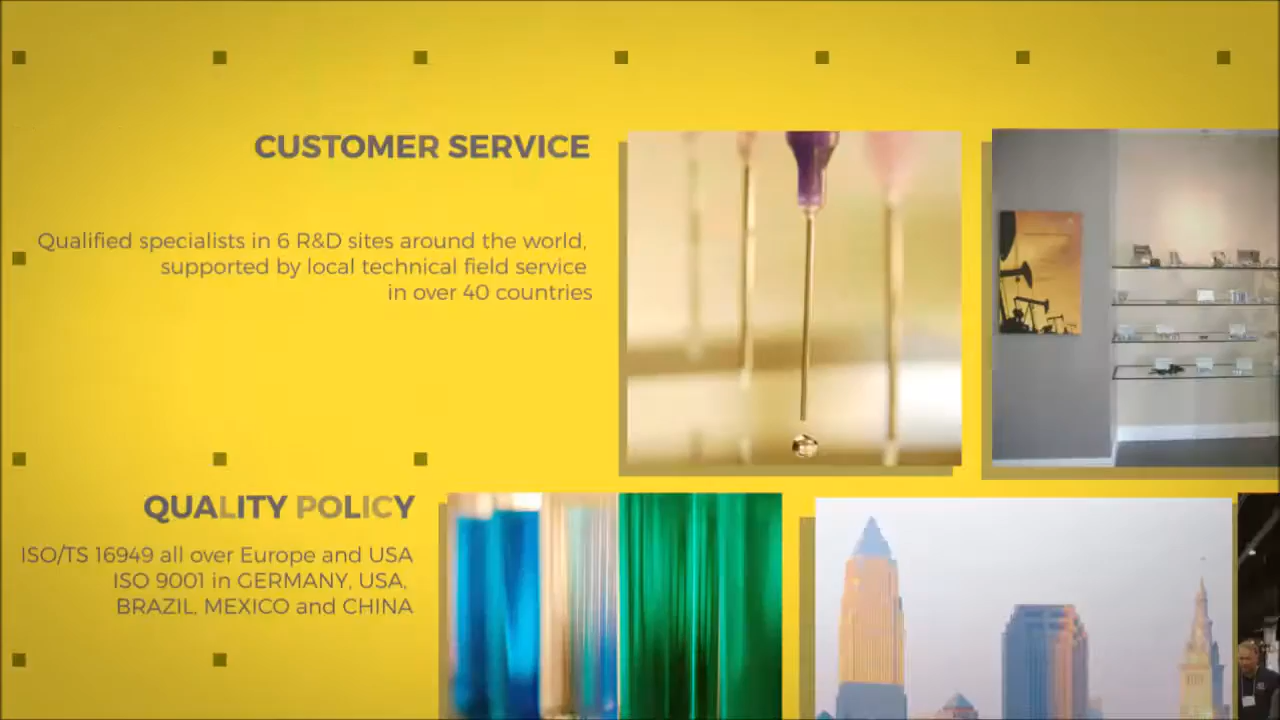 CUSTOMER SERVICE
Qualified specialists in 6 R&D sites around the world,
supported by local technical field service
in over 40 countries
QUALITY POLICY
ISO/TS 16949 all over Europe and USA
ISO 9001 in GERMANY, USA,
BRAZIL, MEXICO and CHINA